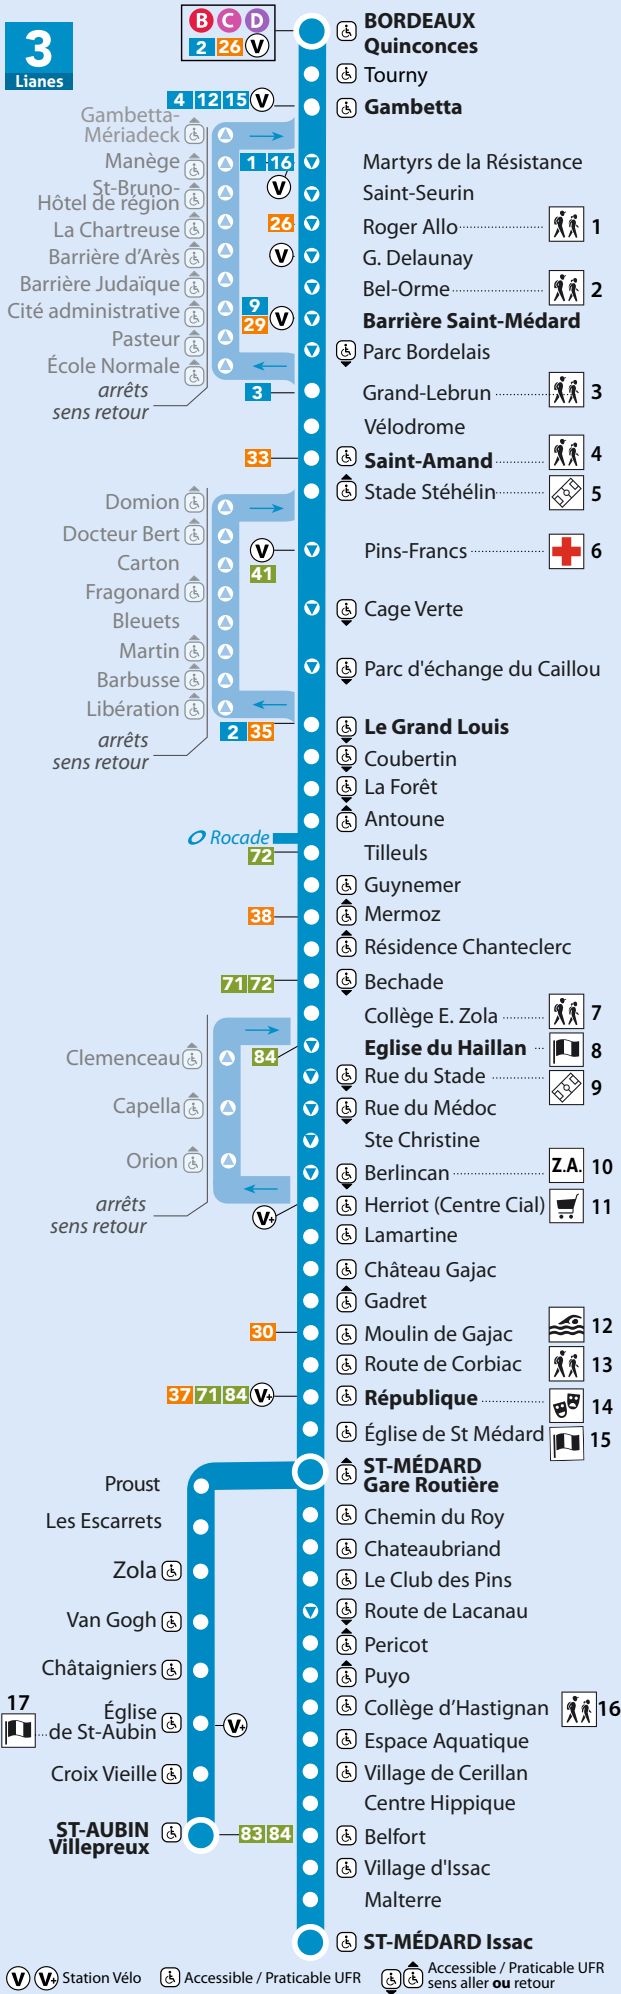 3
Lianes
B C D
2 26 V
BORDEAUX
Quinconces
Tourny
4 12 15 V
Gambetta
Gambetta-
Mériadeck
Manège
St-Bruno-
Hôtel de région
La Chartreuse
Barrière d'Arès
Barrière Judaïque
Cité administrative
Pasteur
École Normale
arrêts
sens retour
1 16
V
Martyrs de la Résistance
Saint-Seurin
26
Roger Allo 1
V
G. Delaunay
Bel-Orme 2
9
29 V
Barrière Saint-Médard
Parc Bordelais
3
Grand-Lebrun 3
Vélodrome
33
Saint-Amand 4
Stade Stéhélin 5
Domion
Docteur Bert
Carton
Fragonard
Bleuets
Martin
Barbusse
Libération
arrêts
sens retour
V
41
Pins-Francs 6
Cage Verte
Parc d'échange du Caillou
2 35
Le Grand Louis
Coubertin
La Forêt
Antoune
Rocade
72
Tilleuls
Guynemer
38
Mermoz
Résidence Chanteclerc
71 72
Bechade
Collège E. Zola 7
Clemenceau
Capella
Orion
arrêts
sens retour
84
Eglise du Haillan 8
Rue du Stade 9
Rue du Médoc
Ste Christine
Berlincan Z.A. 10
V+
Herriot (Centre Cial) 11
Lamartine
Château Gajac
Gadret
30
Moulin de Gajac 12
Route de Corbiac 13
37 71 84 V+
République 14
Église de St Médard 15
ST-MÉDARD
Gare Routière
Proust
Les Escarrets
Zola
Van Gogh
Châtaigniers
17
Église
de St-Aubin
V+
Croix Vieille
ST-AUBIN
Villepreux
83 84
Chemin du Roy
Chateaubriand
Le Club des Pins
Route de Lacanau
Pericot
Puyo
Collège d'Hastignan 16
Espace Aquatique
Village de Cerillan
Centre Hippique
Belfort
Village d'Issac
Malterre
ST-MÉDARD Issac
V V+ Station Vélo
Accessible / Praticable UFR
Accessible / Praticable UFR
sens aller ou retour